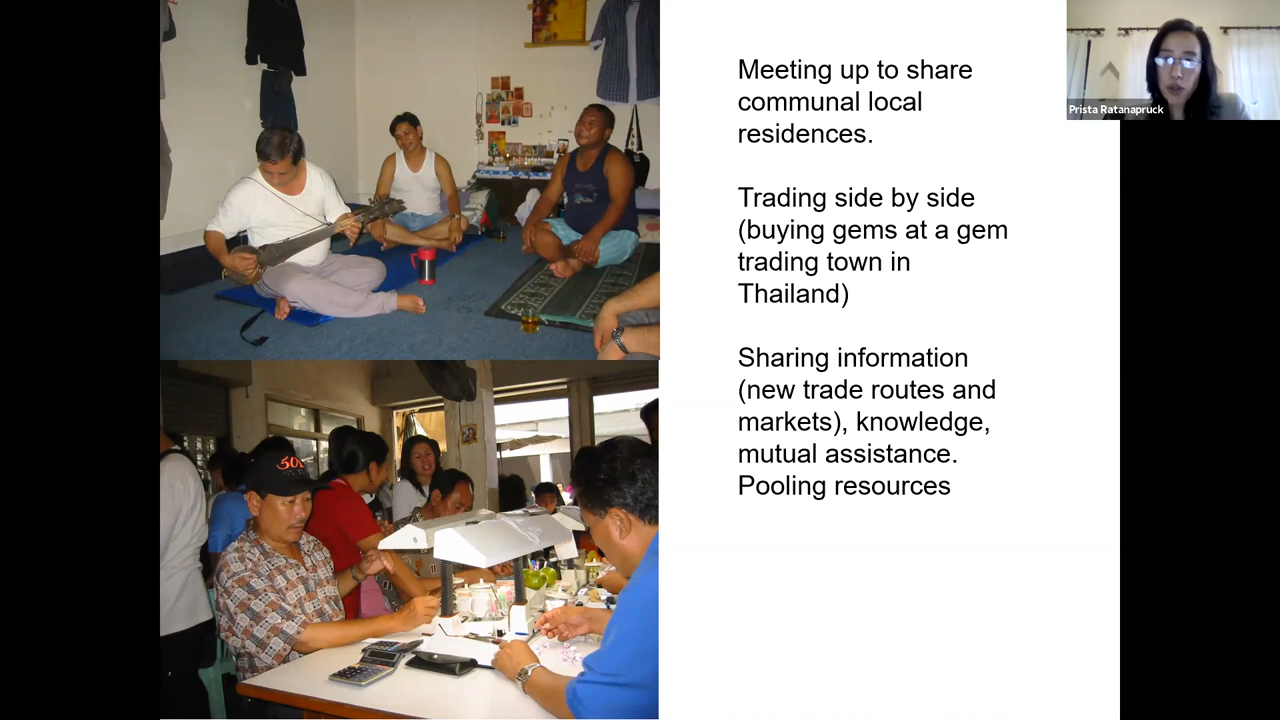 Meeting up to share
communal local
residences.
Trading side by side
(buying gems at a gem
trading town in
Thailand)
Sharing information
(new trade routes and
markets), knowledge,
mutual assistance.
Pooling resources
Prista Ratanapruck
501